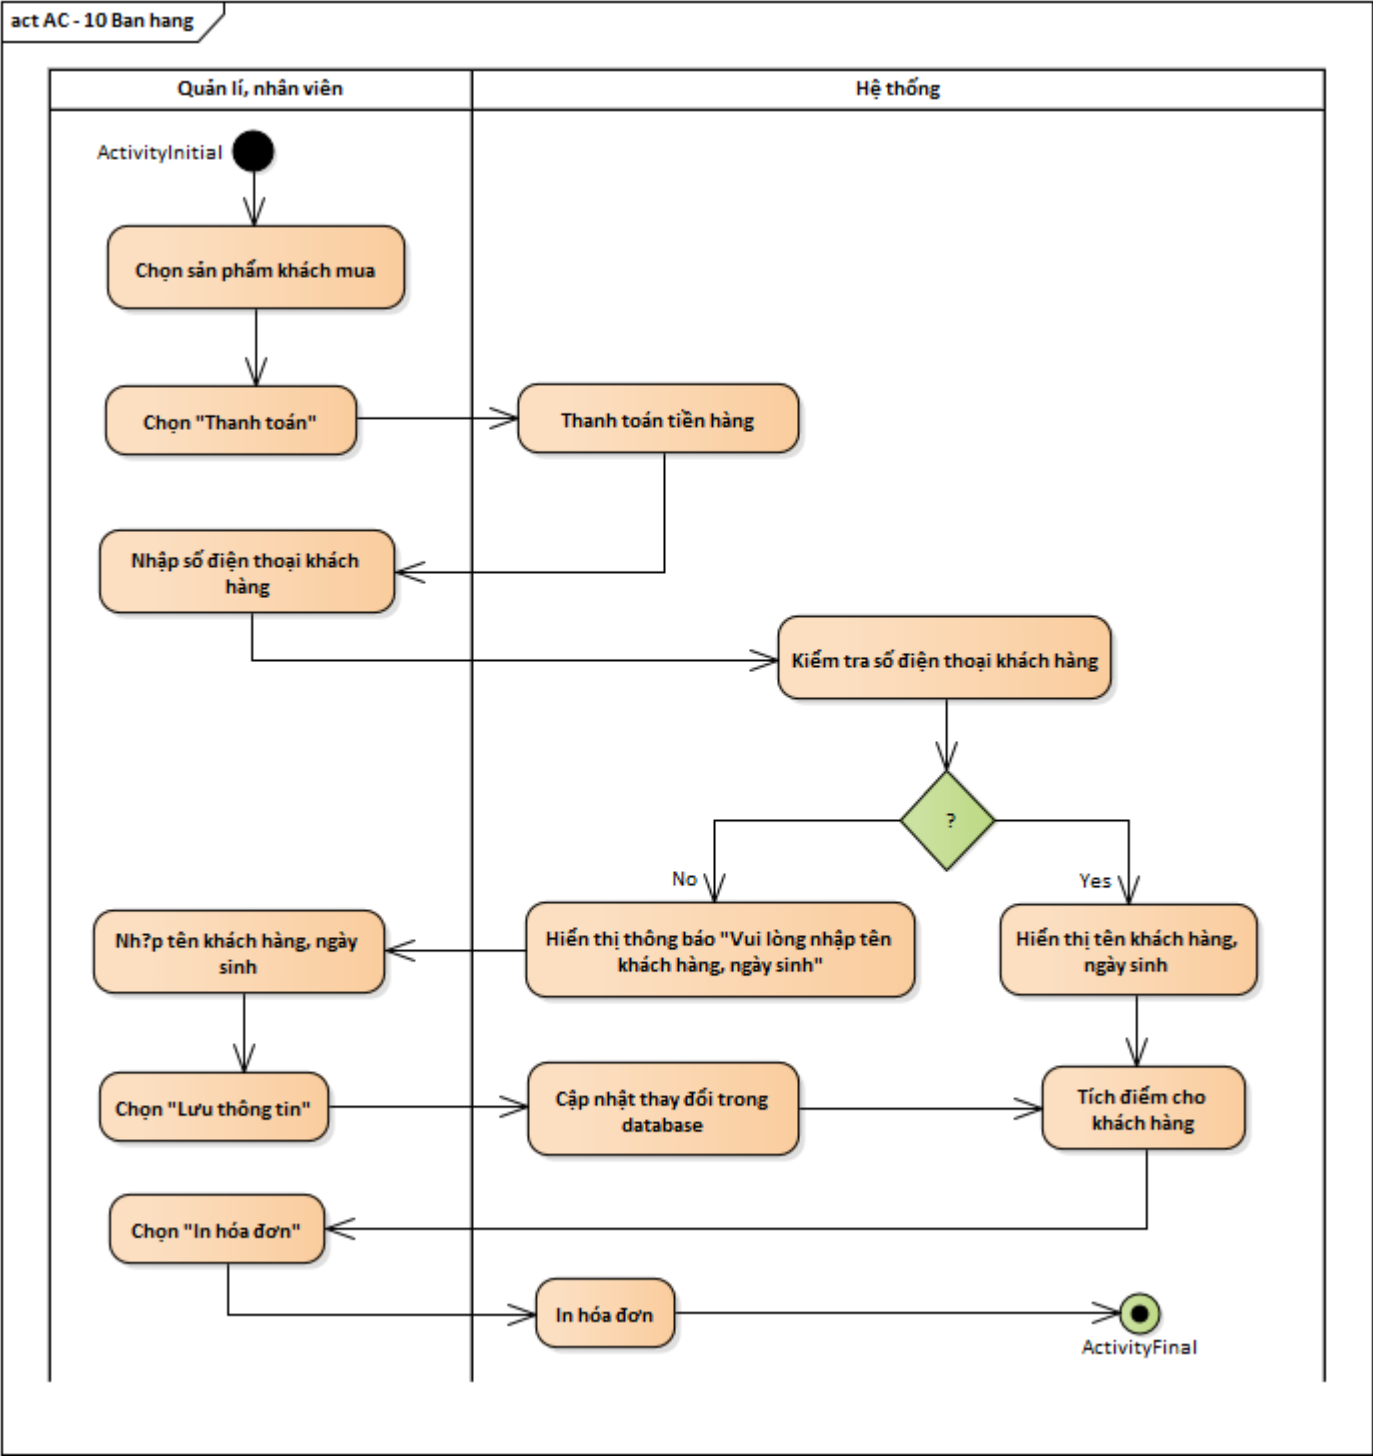 act AC - 10 Ban hang
Quản lí, nhân viên
Hệ thống
ActivityInitial
Chọn sản phẩm khách mua
Chọn "Thanh toán"
Thanh toán tiền hàng
Nhập số điện thoại khách
hàng
Kiểm tra số điện thoại khách hàng
?
No
Yes
Nh?p tên khách hàng, ngày
sinh
Hiển thị thông báo "Vui lòng nhập tên
khách hàng, ngày sinh"
Hiển thị tên khách hàng,
ngày sinh
Chọn "Lưu thông tin"
Cập nhật thay đổi trong
database
Tích điểm cho
khách hàng
Chọn "In hóa đơn"
In hóa đơn
ActivityFinal